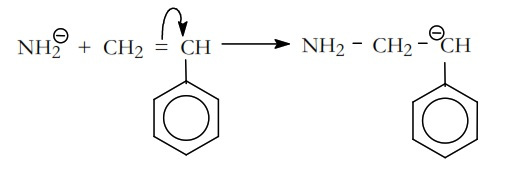 NH₂⊖ + CH₂ = CH ⟶ NH₂ - CH₂ - ⊖CH